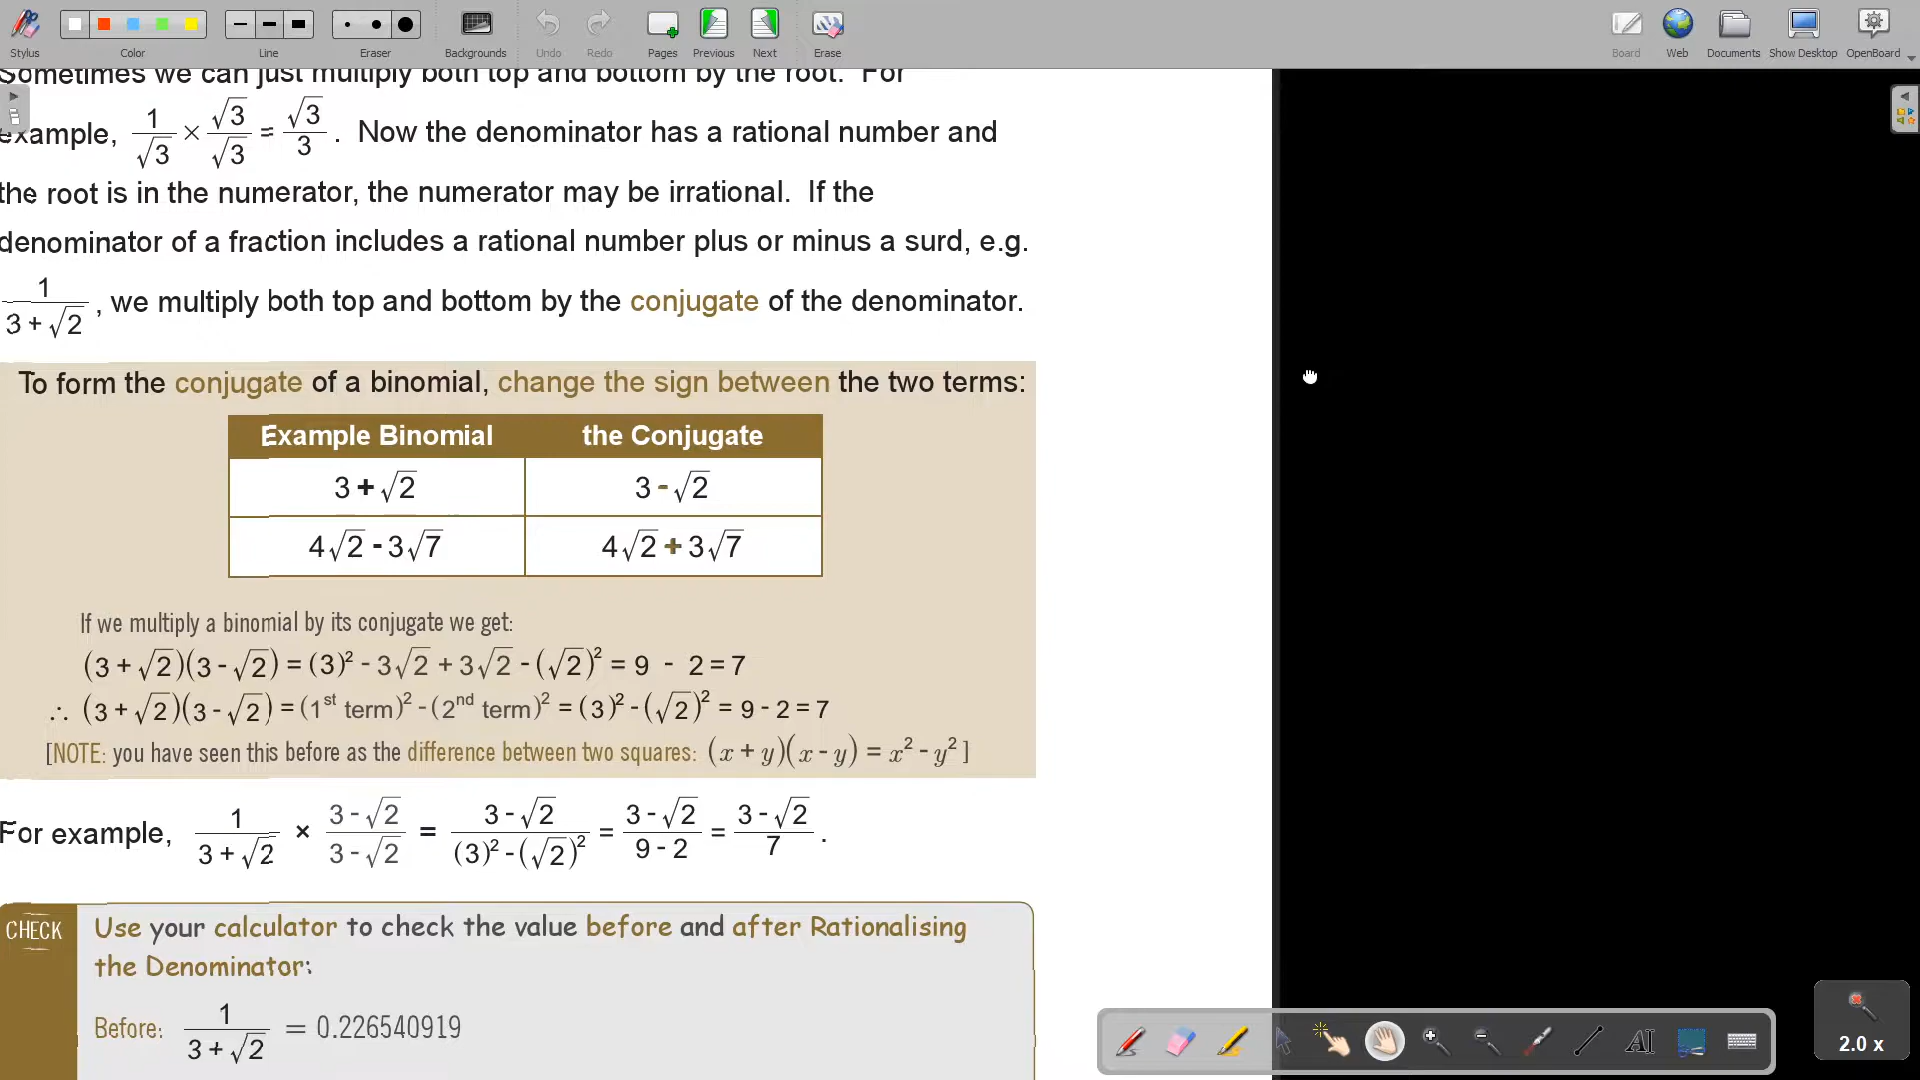 Stylus Color Line Eraser Backgrounds Undo Redo Pages Previous Next Erase Board Web Documents Show Desktop OpenBoard
Sometimes we can just multiply both top and bottom by the root. For
example, 1/√3 × √3/√3 = √3/3 . Now the denominator has a rational number and
the root is in the numerator, the numerator may be irrational. If the
denominator of a fraction includes a rational number plus or minus a surd, e.g.
1/(3 + √2) , we multiply both top and bottom by the conjugate of the denominator.
To form the conjugate of a binomial, change the sign between the two terms:
Example Binomial the Conjugate
3 + √2 3 - √2
4√2 - 3√7 4√2 + 3√7
If we multiply a binomial by its conjugate we get:
(3 + √2)(3 - √2) = (3)² - 3√2 + 3√2 - (√2)² = 9 - 2 = 7
∴ (3 + √2)(3 - √2) = (1st term)² - (2nd term)² = (3)² - (√2)² = 9 - 2 = 7
[NOTE: you have seen this before as the difference between two squares: (x + y)(x - y) = x² - y² ]
For example, 1/(3 + √2) × (3 - √2)/(3 - √2) = (3 - √2)/((3)² - (√2)²) = (3 - √2)/(9 - 2) = (3 - √2)/7 .
CHECK Use your calculator to check the value before and after Rationalising
the Denominator:
Before: 1/(3 + √2) = 0.226540919
AI
2.0 x